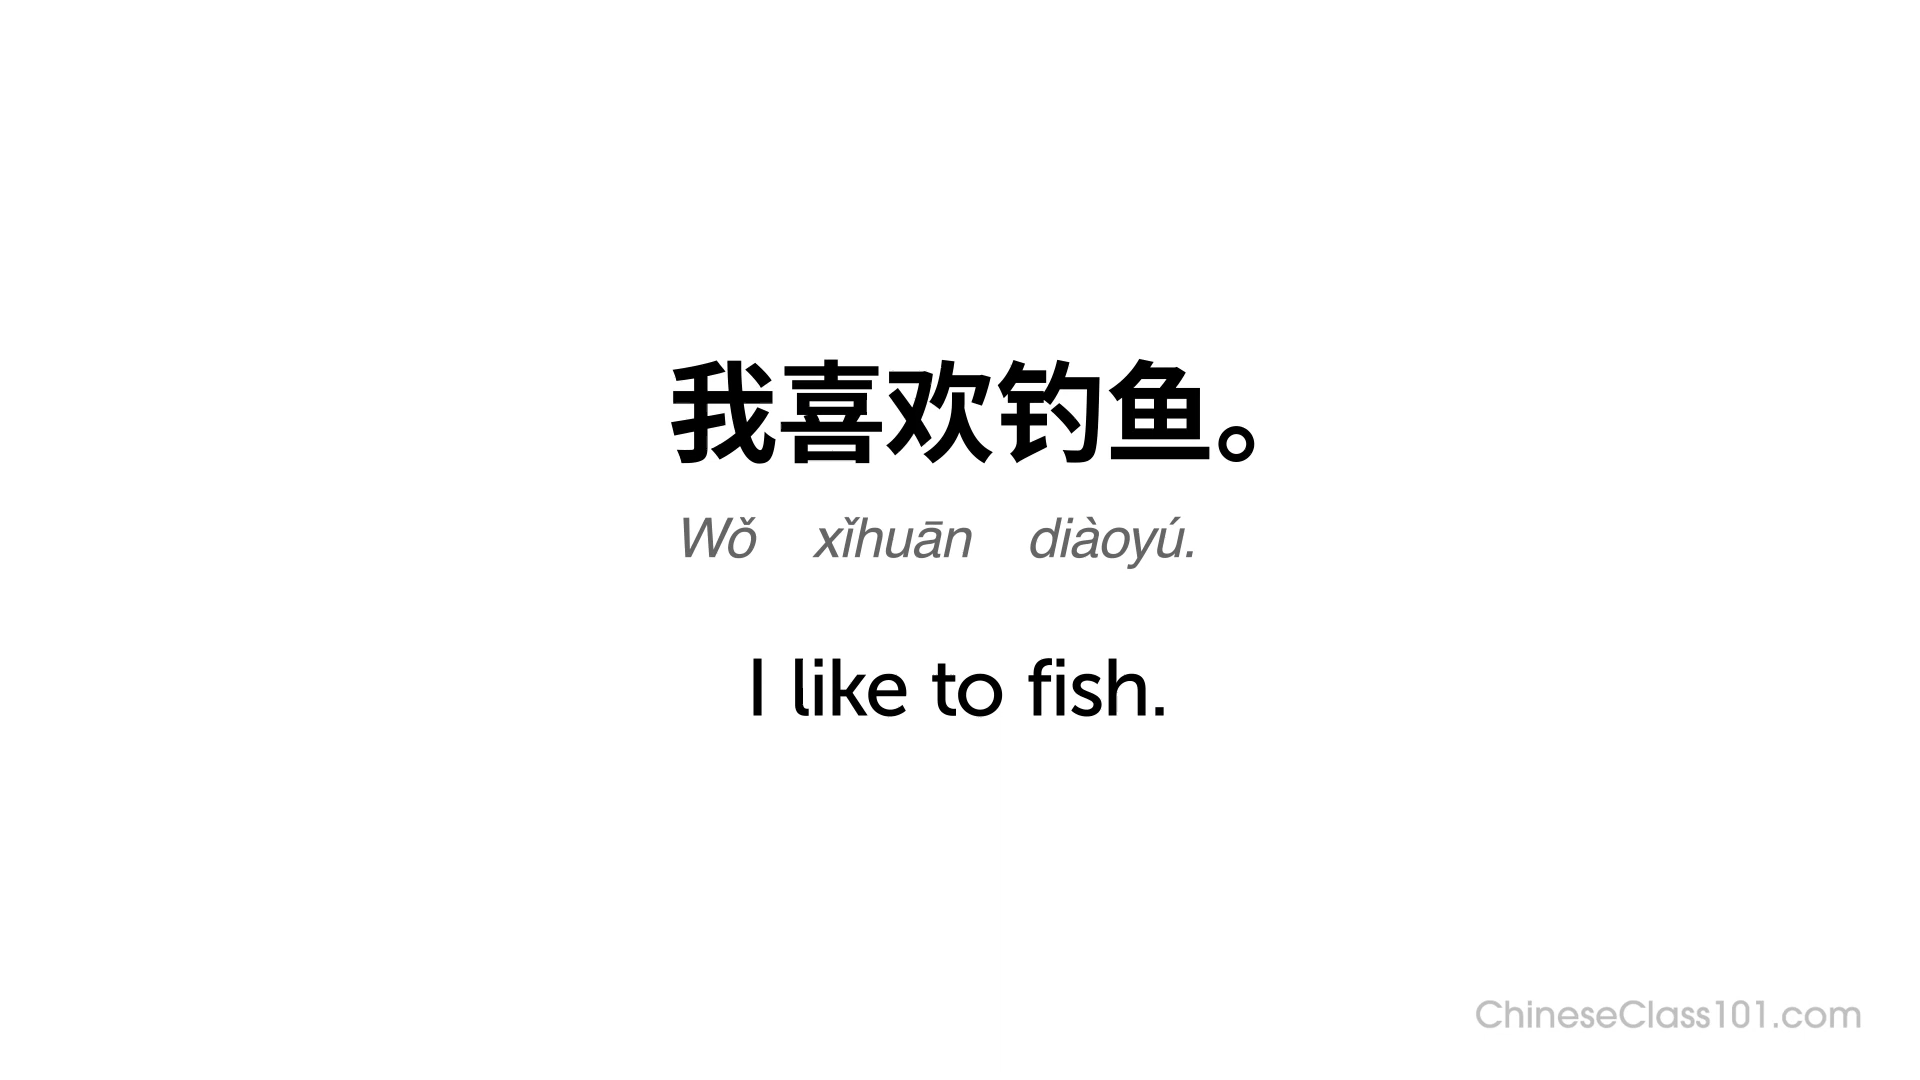 我喜欢钓鱼。
Wǒ xǐhuān diàoyú.
I like to fish.
ChineseClass101.com